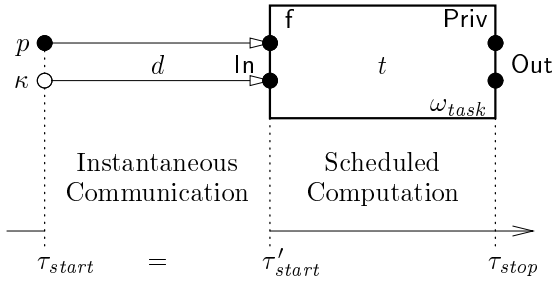 f Priv
p
κ d In t Out
ω_task
Instantaneous Scheduled
Communication Computation
τ_start = τ′_start τ_stop